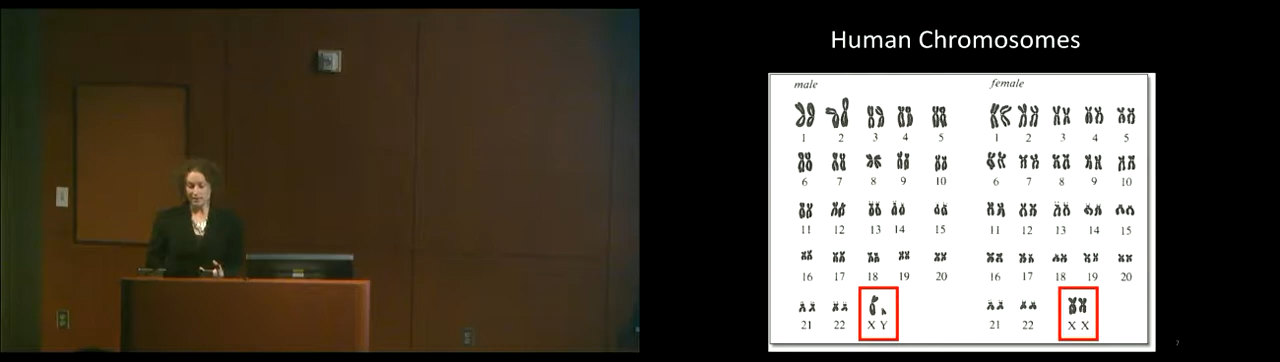 Human Chromosomes
male
female
1 2 3 4 5
1 2 3 4 5
6 7 8 9 10
6 7 8 9 10
11 12 13 14 15
11 12 13 14 15
16 17 18 19 20
16 17 18 19 20
21 22 X Y
21 22 X X
7